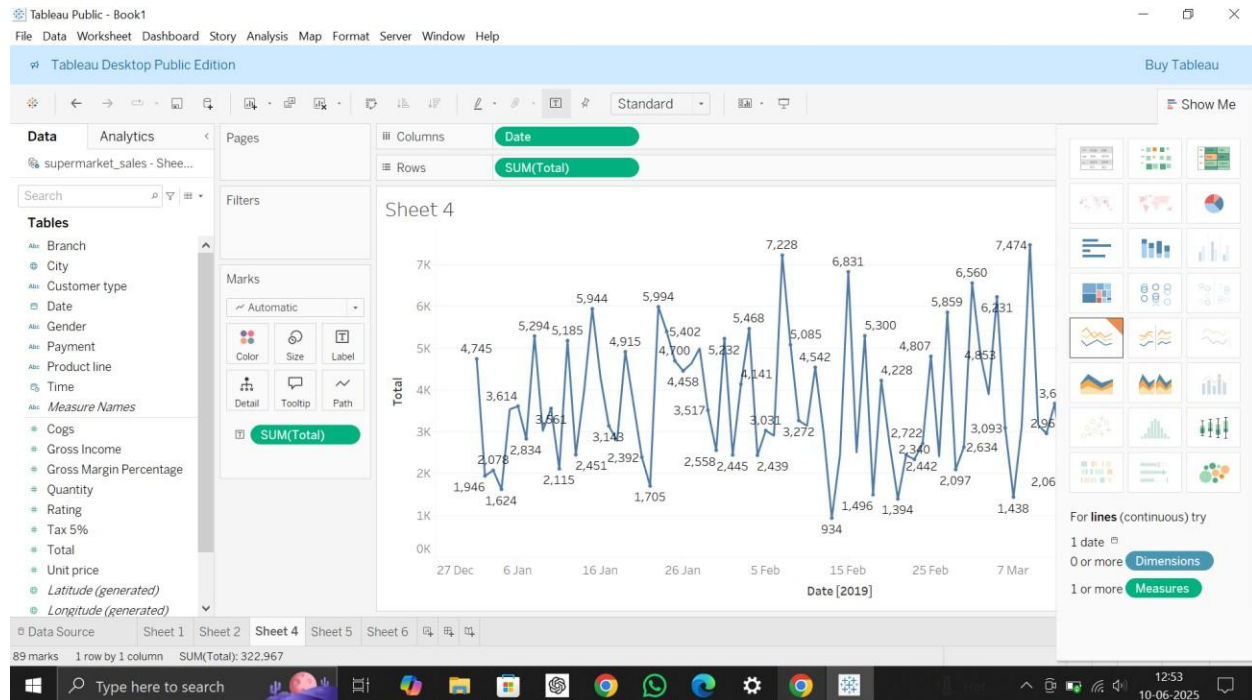 Tableau Public - Book1
File Data Worksheet Dashboard Story Analysis Map Format Server Window Help
Tableau Desktop Public Edition Buy Tableau
Standard Show Me
Data Analytics Pages Columns Date
supermarket_sales - Shee... Rows SUM(Total)
Search
Filters
Sheet 4
Tables
Abc Branch
City
Abc Customer type
Date
Abc Gender
Abc Payment
Abc Product line
Time
Abc Measure Names
Cogs
Gross Income
Gross Margin Percentage
Quantity
Rating
Tax 5%
Total
Unit price
Latitude (generated)
Longitude (generated)
Marks
Automatic
Color Size Label
Detail Tooltip Path
SUM(Total)
Total
7K
6K
5K
4K
3K
2K
1K
0K
7,228 7,474
6,831
6,560
6,231
5,944 5,994 5,859
5,294 5,185 5,402 5,468 5,300
5,232 5,085
4,745 4,915 4,700 4,807 4,853
4,458 4,141 4,542 4,228
3,614 3,561 3,517 3,6
3,143 3,031 3,272 3,093 2,96
2,834 2,722
2,078 2,451 2,392 2,558 2,445 2,439 2,340 2,442 2,634
1,946 2,115 2,097 2,06
1,624 1,705 1,496 1,394 1,438
934
27 Dec 6 Jan 16 Jan 26 Jan 5 Feb 15 Feb 25 Feb 7 Mar
Date [2019]
For lines (continuous) try
1 date
0 or more Dimensions
1 or more Measures
Data Source Sheet 1 Sheet 2 Sheet 4 Sheet 5 Sheet 6
89 marks 1 row by 1 column SUM(Total): 322,967
Type here to search
12:53
10-06-2025